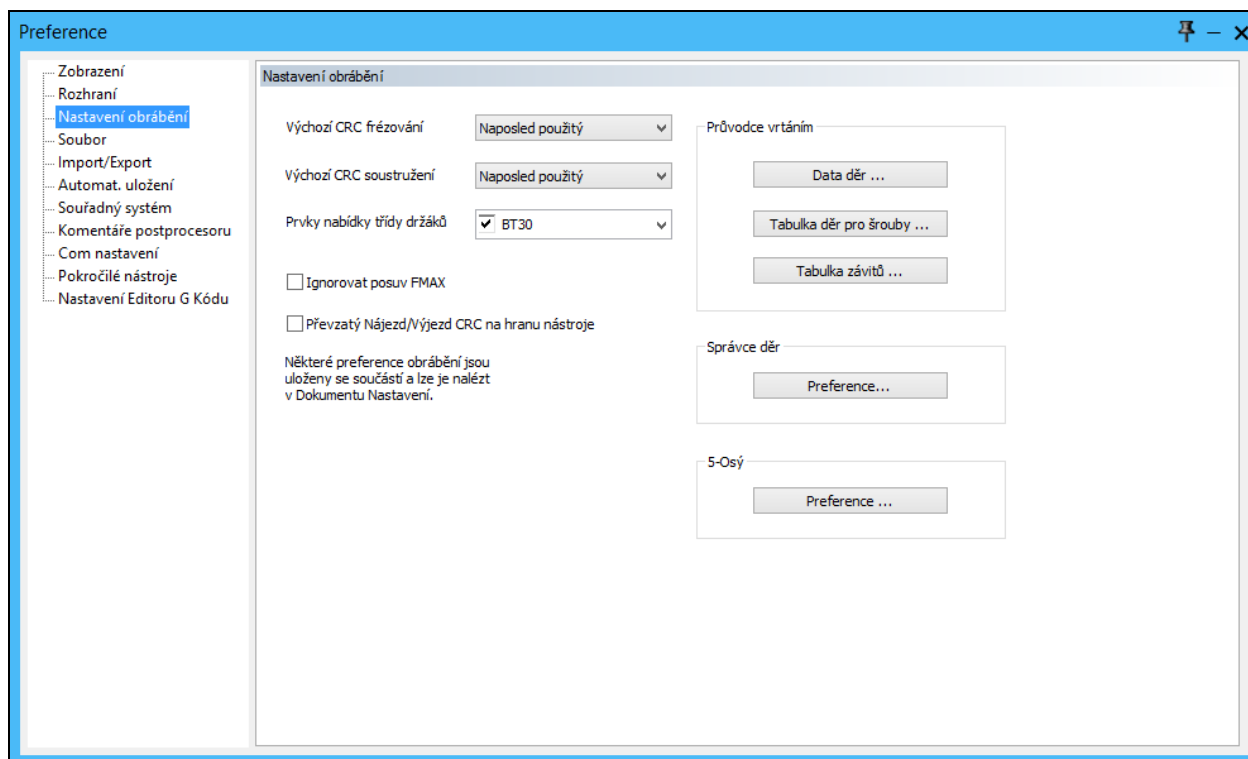 Preference
Zobrazení
Rozhraní
Nastavení obrábění
Soubor
Import/Export
Automat. uložení
Souřadný systém
Komentáře postprocesoru
Com nastavení
Pokročilé nástroje
Nastavení Editoru G Kódu
Nastavení obrábění
Výchozí CRC frézování
Naposled použitý
Výchozí CRC soustružení
Naposled použitý
Prvky nabídky třídy držáků
BT30
Ignorovat posuv FMAX
Převzatý Nájezd/Výjezd CRC na hranu nástroje
Některé preference obrábění jsou
uloženy se součástí a lze je nalézt
v Dokumentu Nastavení.
Průvodce vrtáním
Data děr ...
Tabulka děr pro šrouby ...
Tabulka závitů ...
Správce děr
Preference...
5-Osý
Preference ...